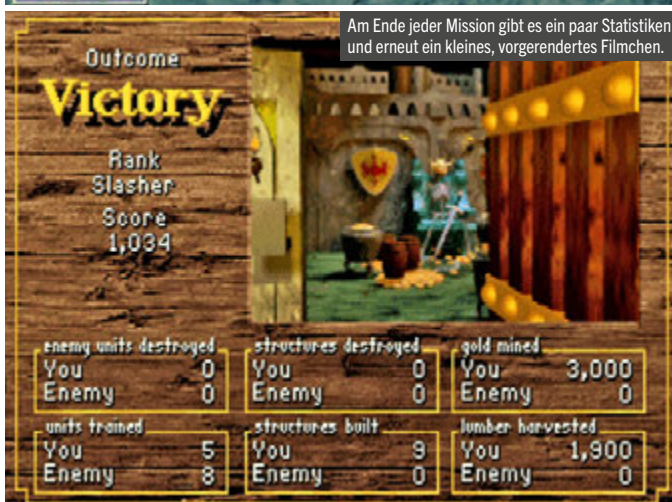 Am Ende jeder Mission gibt es ein paar Statistiken
und erneut ein kleines, vorgerendertes Filmchen.
Outcome
Victory
Rank
Slasher
Score
1,034
enemy units destroyed
You 0
Enemy 0
structures destroyed
You 0
Enemy 0
gold mined
You 3,000
Enemy 0
units trained
You 5
Enemy 8
structures built
You 9
Enemy 0
lumber harvested
You 1,900
Enemy 0